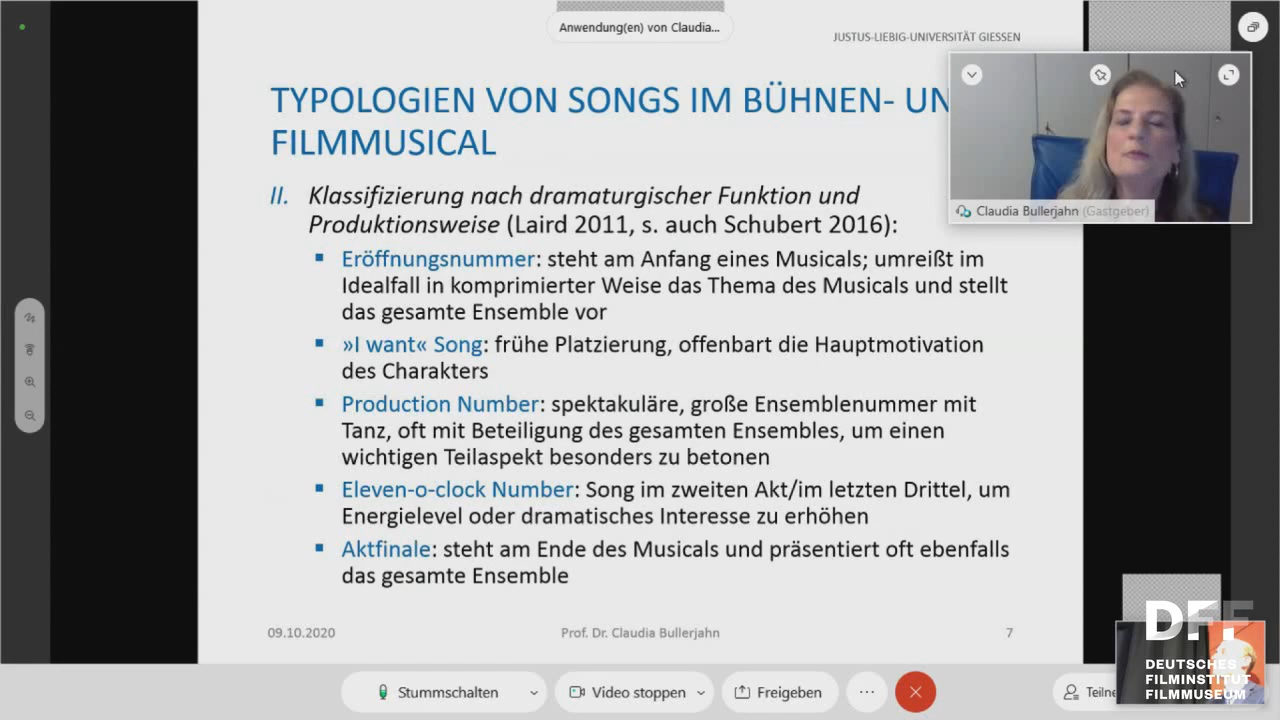 Anwendung(en) von Claudia...
JUSTUS-LIEBIG-UNIVERSITÄT GIESSEN
TYPOLOGIEN VON SONGS IM BÜHNEN- UN
FILMMUSICAL
II. Klassifizierung nach dramaturgischer Funktion und
Produktionsweise (Laird 2011, s. auch Schubert 2016):
Claudia Bullerjahn (Gastgeber)
▪ Eröffnungsnummer: steht am Anfang eines Musicals; umreißt im
Idealfall in komprimierter Weise das Thema des Musicals und stellt
das gesamte Ensemble vor
▪ »I want« Song: frühe Platzierung, offenbart die Hauptmotivation
des Charakters
▪ Production Number: spektakuläre, große Ensemblenummer mit
Tanz, oft mit Beteiligung des gesamten Ensembles, um einen
wichtigen Teilaspekt besonders zu betonen
▪ Eleven-o-clock Number: Song im zweiten Akt/im letzten Drittel, um
Energielevel oder dramatisches Interesse zu erhöhen
▪ Aktfinale: steht am Ende des Musicals und präsentiert oft ebenfalls
das gesamte Ensemble
09.10.2020 Prof. Dr. Claudia Bullerjahn 7
DFF
DEUTSCHES
FILMINSTITUT
FILMMUSEUM
Stummschalten Video stoppen Freigeben ... Teilne